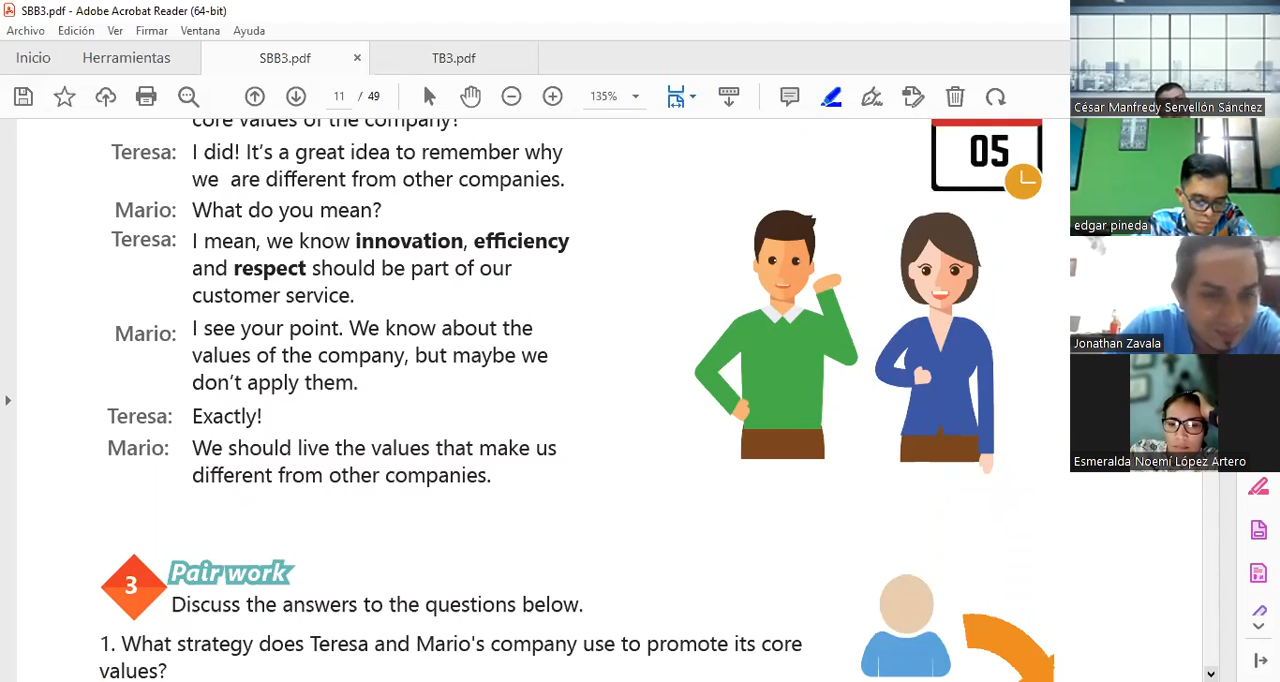 SBB3.pdf - Adobe Acrobat Reader (64-bit)
Archivo Edición Ver Firmar Ventana Ayuda
Inicio Herramientas SBB3.pdf × TB3.pdf
11 / 49 135%
core values of the company!
Teresa: I did! It's a great idea to remember why
we are different from other companies.
Mario: What do you mean?
Teresa: I mean, we know innovation, efficiency
and respect should be part of our
customer service.
Mario: I see your point. We know about the
values of the company, but maybe we
don't apply them.
Teresa: Exactly!
Mario: We should live the values that make us
different from other companies.
05
3 Pair work
Discuss the answers to the questions below.
1. What strategy does Teresa and Mario's company use to promote its core
values?
César Manfredy Servellón Sánchez
edgar pineda
Jonathan Zavala
Esmeralda Noemí López Artero